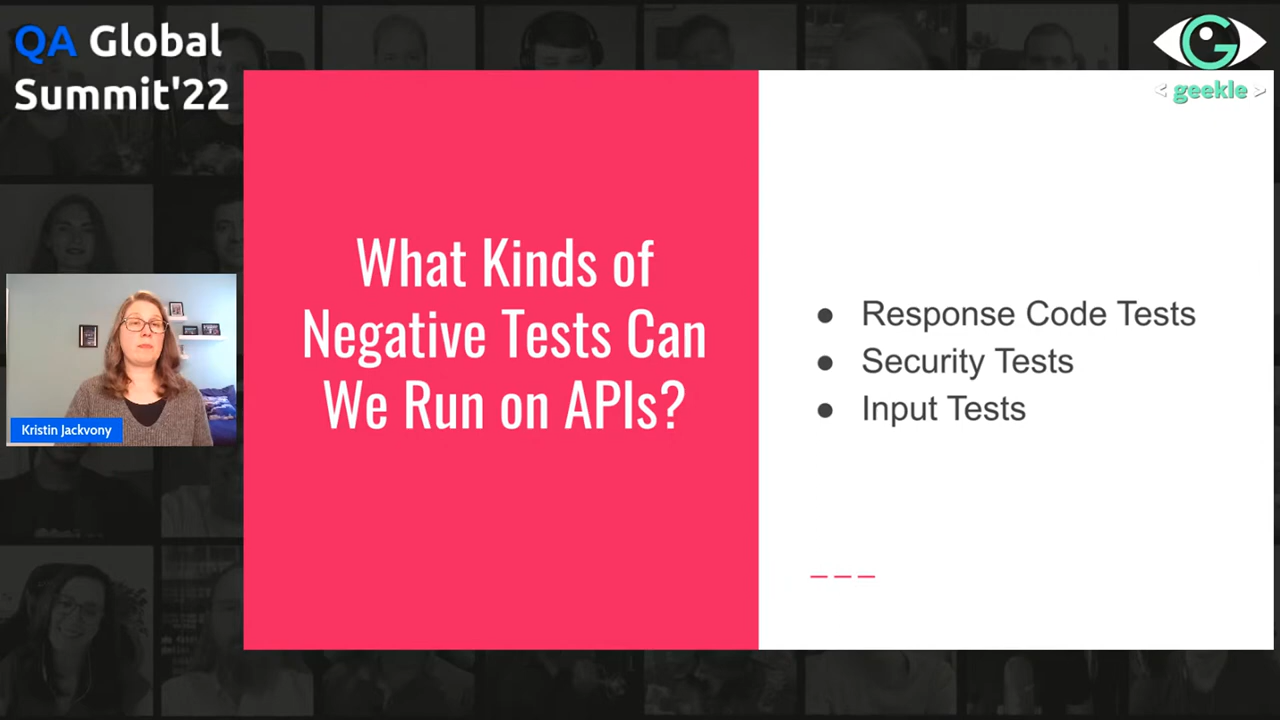 QA Global
Summit'22
G
< geekle >
What Kinds of
Negative Tests Can
We Run on APIs?
● Response Code Tests
● Security Tests
● Input Tests
Kristin Jackvony